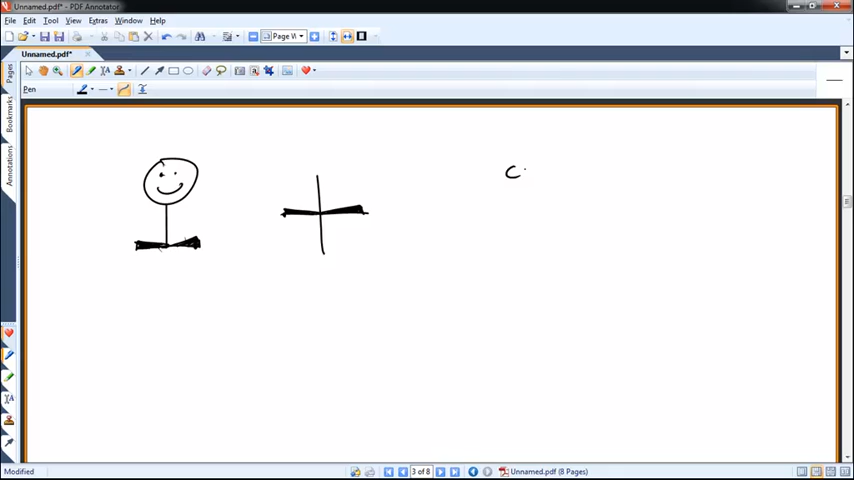 Unnamed.pdf* - PDF Annotator
File Edit Tool View Extras Window Help
Page V
Unnamed.pdf*
Pen
Pages
Bookmarks
Annotations
C
Modified
3 of 8
Unnamed.pdf (8 Pages)